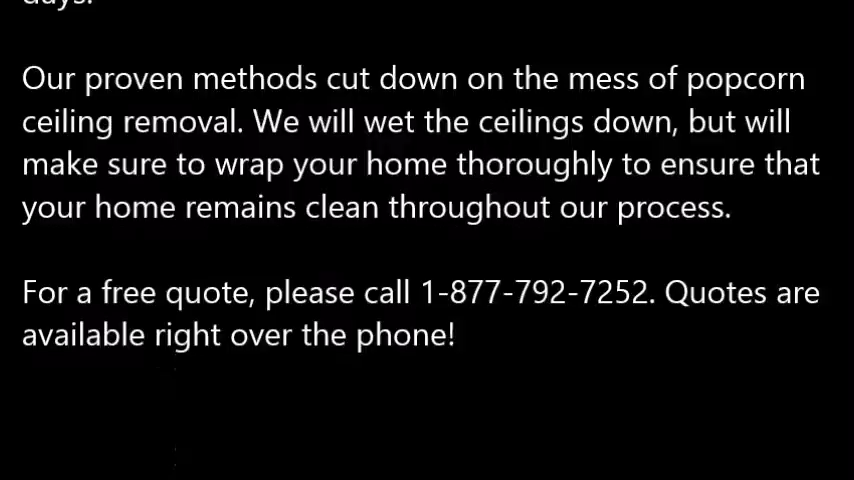 days.
Our proven methods cut down on the mess of popcorn
ceiling removal. We will wet the ceilings down, but will
make sure to wrap your home thoroughly to ensure that
your home remains clean throughout our process.
For a free quote, please call 1-877-792-7252. Quotes are
available right over the phone!